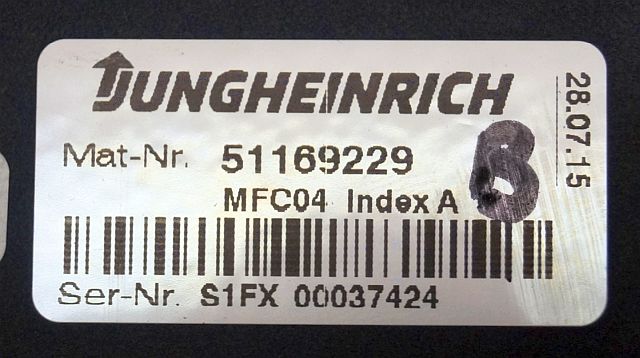 JUNGHEINRICH
Mat-Nr. 51169229
MFC04 Index A B
Ser-Nr. S1FX 00037424
28.07.15